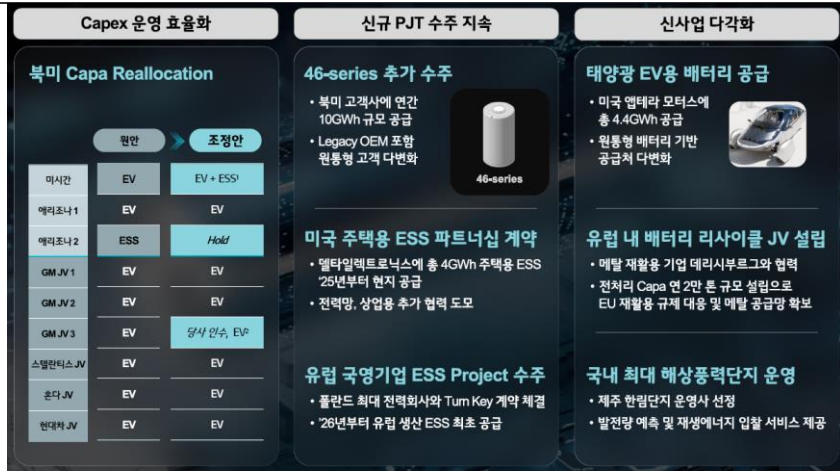 Capex 운영 효율화
북미 Capa Reallocation
원안
조정안
미시간 EV EV + ESS¹
애리조나 1 EV EV
애리조나 2 ESS Hold
GM JV 1 EV EV
GM JV 2 EV EV
GM JV 3 EV 당사 인수, EV²
스텔란티스 JV EV EV
혼다 JV EV EV
현대차 JV EV EV
신규 PJT 수주 지속
46-series 추가 수주
• 북미 고객사에 연간
10GWh 규모 공급
• Legacy OEM 포함
원통형 고객 다변화
46-series
미국 주택용 ESS 파트너십 계약
• 델타일렉트로닉스에 총 4GWh 주택용 ESS
'25년부터 현지 공급
• 전력망, 상업용 추가 협력 도모
유럽 국영기업 ESS Project 수주
• 폴란드 최대 전력회사와 Turn Key 계약 체결
• '26년부터 유럽 생산 ESS 최초 공급
신사업 다각화
태양광 EV용 배터리 공급
• 미국 앱테라 모터스에
총 4.4GWh 공급
• 원통형 배터리 기반
공급처 다변화
유럽 내 배터리 리사이클 JV 설립
• 메탈 재활용 기업 데리시부르그와 협력
• 전처리 Capa 연 2만 톤 규모 설립으로
EU 재활용 규제 대응 및 메탈 공급망 확보
국내 최대 해상풍력단지 운영
• 제주 한림단지 운영사 선정
• 발전량 예측 및 재생에너지 입찰 서비스 제공